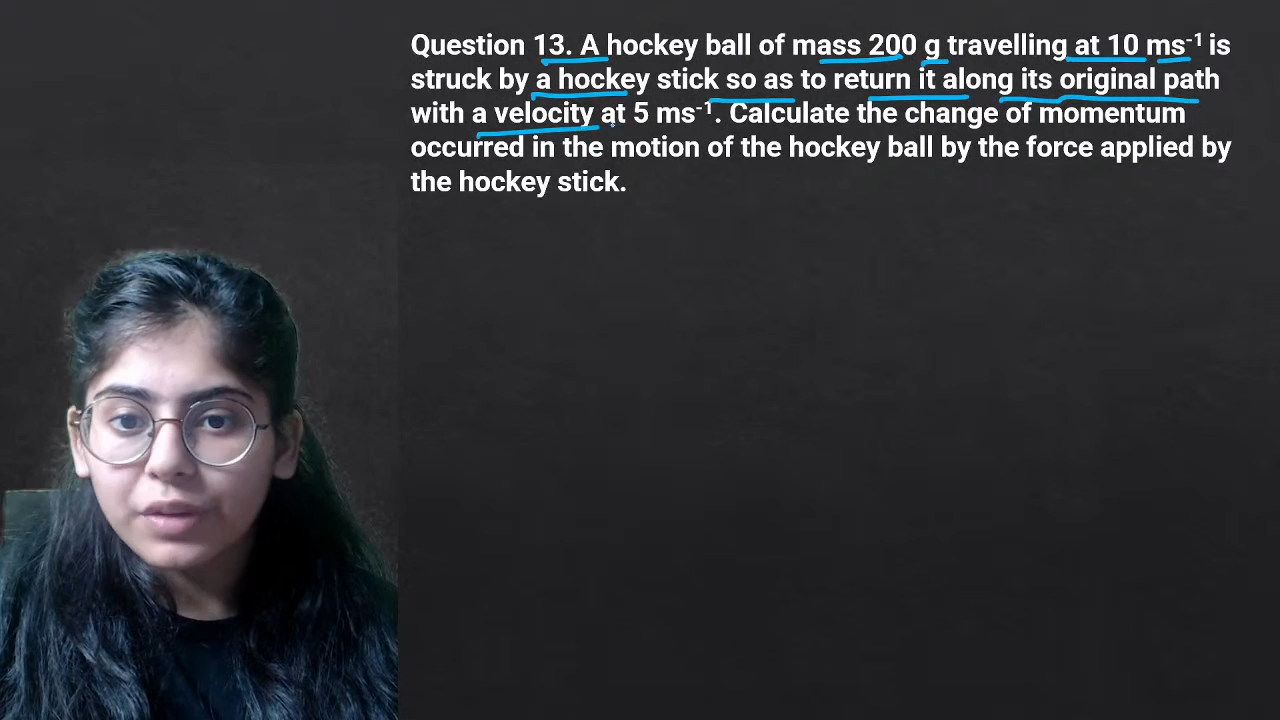 Question 13. A hockey ball of mass 200 g travelling at 10 ms⁻¹ is
struck by a hockey stick so as to return it along its original path
with a velocity at 5 ms⁻¹. Calculate the change of momentum
occurred in the motion of the hockey ball by the force applied by
the hockey stick.